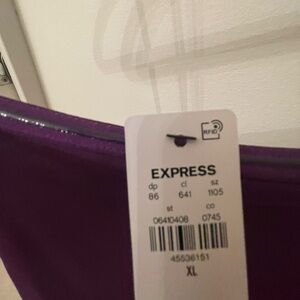 RFID
EXPRESS
dp cl sz
86 641 1105
st co
06410408 0745
45536151
XL